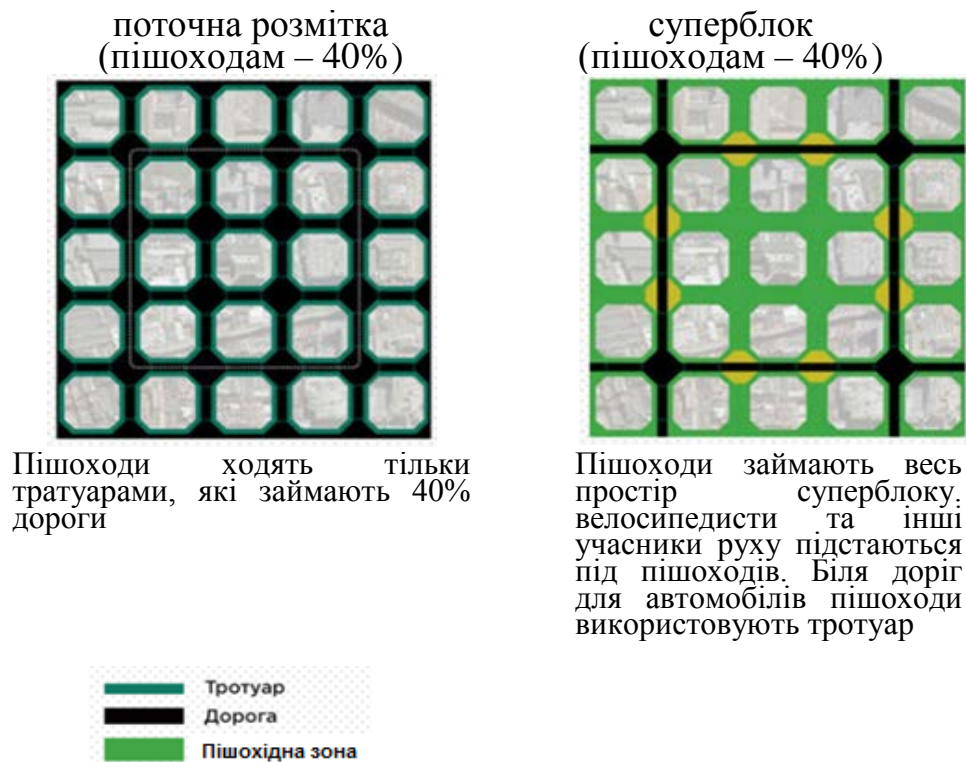 поточна розмітка
(пішоходам – 40%)
суперблок
(пішоходам – 40%)
Пішоходи ходять тільки
тратуарами, які займають 40%
дороги
Пішоходи займають весь
простір суперблоку.
велосипедисти та інші
учасники руху підстаються
під пішоходів. Біля доріг
для автомобілів пішоходи
використовують тротуар
Тротуар
Дорога
Пішохідна зона